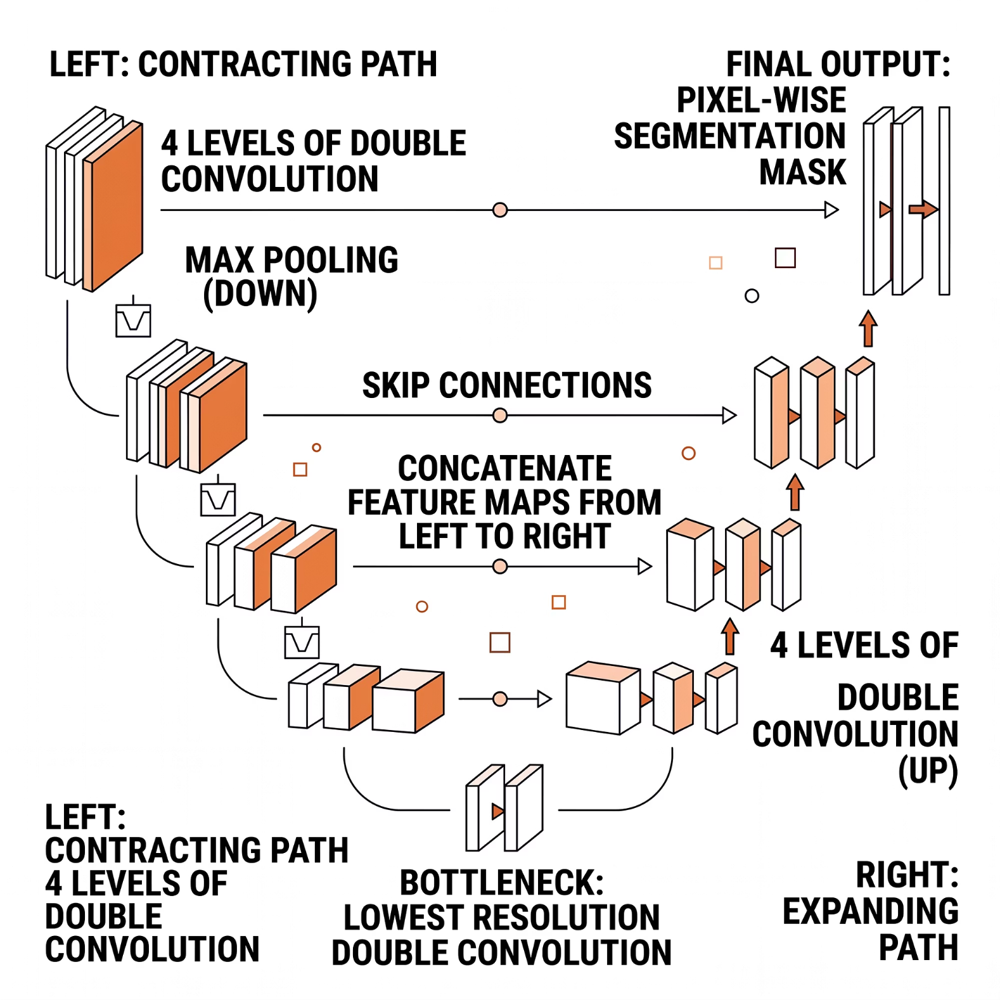 LEFT: CONTRACTING PATH
FINAL OUTPUT:
PIXEL-WISE
SEGMENTATION
MASK
4 LEVELS OF DOUBLE
CONVOLUTION
MAX POOLING
(DOWN)
SKIP CONNECTIONS
CONCATENATE
FEATURE MAPS FROM
LEFT TO RIGHT
4 LEVELS OF
DOUBLE
CONVOLUTION
(UP)
LEFT:
CONTRACTING PATH
4 LEVELS OF
DOUBLE
CONVOLUTION
BOTTLENECK:
LOWEST RESOLUTION
DOUBLE CONVOLUTION
RIGHT:
EXPANDING
PATH